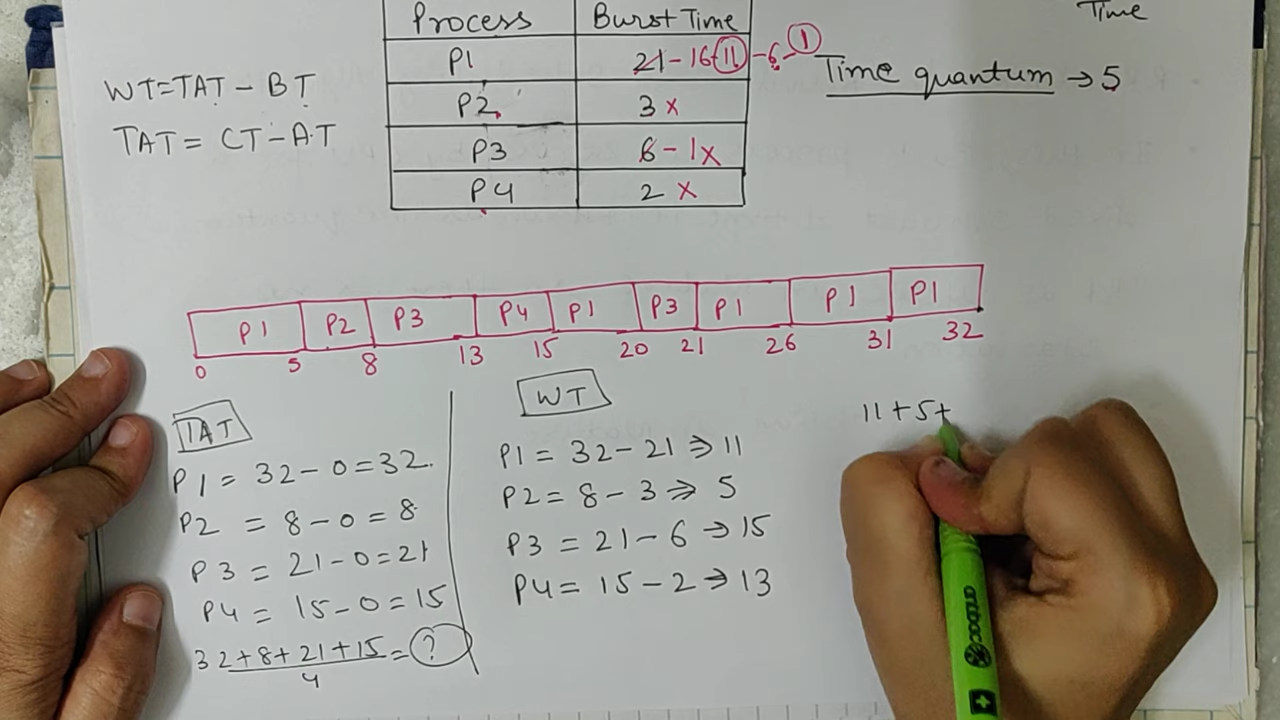 Time
Process Burst Time
P1 21-16-11-6-1
P2 3 x
P3 6-1x
P4 2 x
WT=TAT-BT
TAT = CT-A.T
Time quantum → 5
P1 P2 P3 P4 P1 P3 P1 P1 P1
0 5 8 13 15 20 21 26 31 32
TAT
P1 = 32-0=32.
P2 = 8-0=8
P3 = 21-0=21
P4 = 15-0=15
32+8+21+15 = ?
4
WT
P1 = 32-21 ⇒ 11
P2 = 8-3 ⇒ 5
P3 = 21-6 → 15
P4 = 15-2 → 13
11+5+
artbox